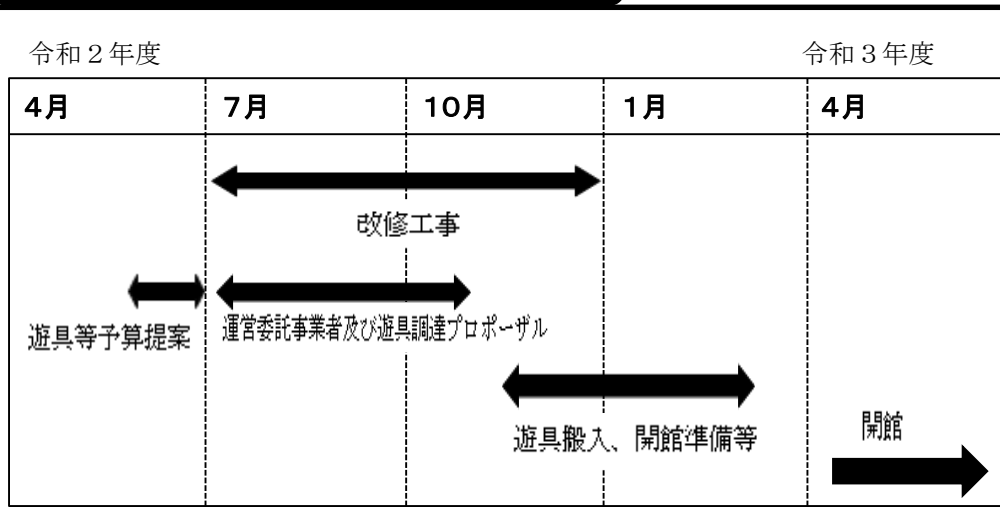 令和２年度
令和３年度
４月
７月
１０月
１月
４月
改修工事
遊具等予算提案
運営委託事業者及び遊具調達プロポーザル
遊具搬入、開館準備等
開館